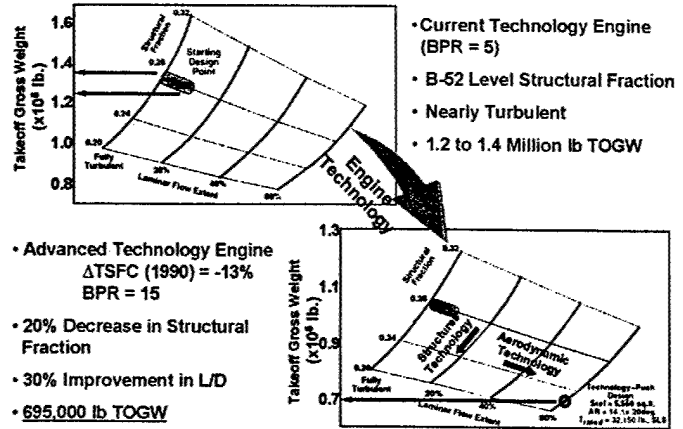 Takeoff Gross Weight
(x10⁶ lb.)
1.6
1.4
1.2
1.0
0.8
0.32
Structural
Fraction
0.28
0.24
0.20
Starting
Design
Point
Fully
Turbulent
20%
40%
60%
Laminar Flow Extent
• Current Technology Engine
(BPR = 5)
• B-52 Level Structural Fraction
• Nearly Turbulent
• 1.2 to 1.4 Million lb TOGW
Engine
Technology
• Advanced Technology Engine
ΔTSFC (1990) = -13%
BPR = 15
• 20% Decrease in Structural
Fraction
• 30% Improvement in L/D
• 695,000 lb TOGW
Takeoff Gross Weight
(x10⁶ lb.)
1.3
1.1
0.9
0.7
0.32
Structural
Fraction
0.28
0.24
0.20
Structures
Technology
Aerodynamic
Technology
Fully
Turbulent
20%
40%
60%
Laminar Flow Extent
Technology-Push
Design